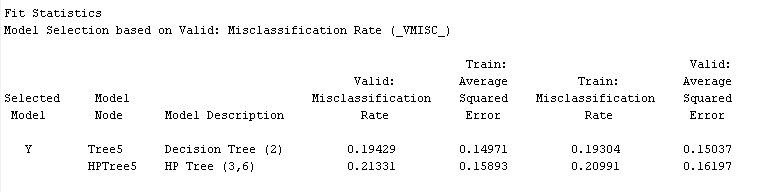 Fit Statistics
Model Selection based on Valid: Misclassification Rate (_VMISC_)
Train: Valid:
Valid: Average Train: Average
Selected Model Misclassification Squared Misclassification Squared
Model Node Model Description Rate Error Rate Error
Y Tree5 Decision Tree (2) 0.19429 0.14971 0.19304 0.15037
HPTree5 HP Tree (3,6) 0.21331 0.15893 0.20991 0.16197